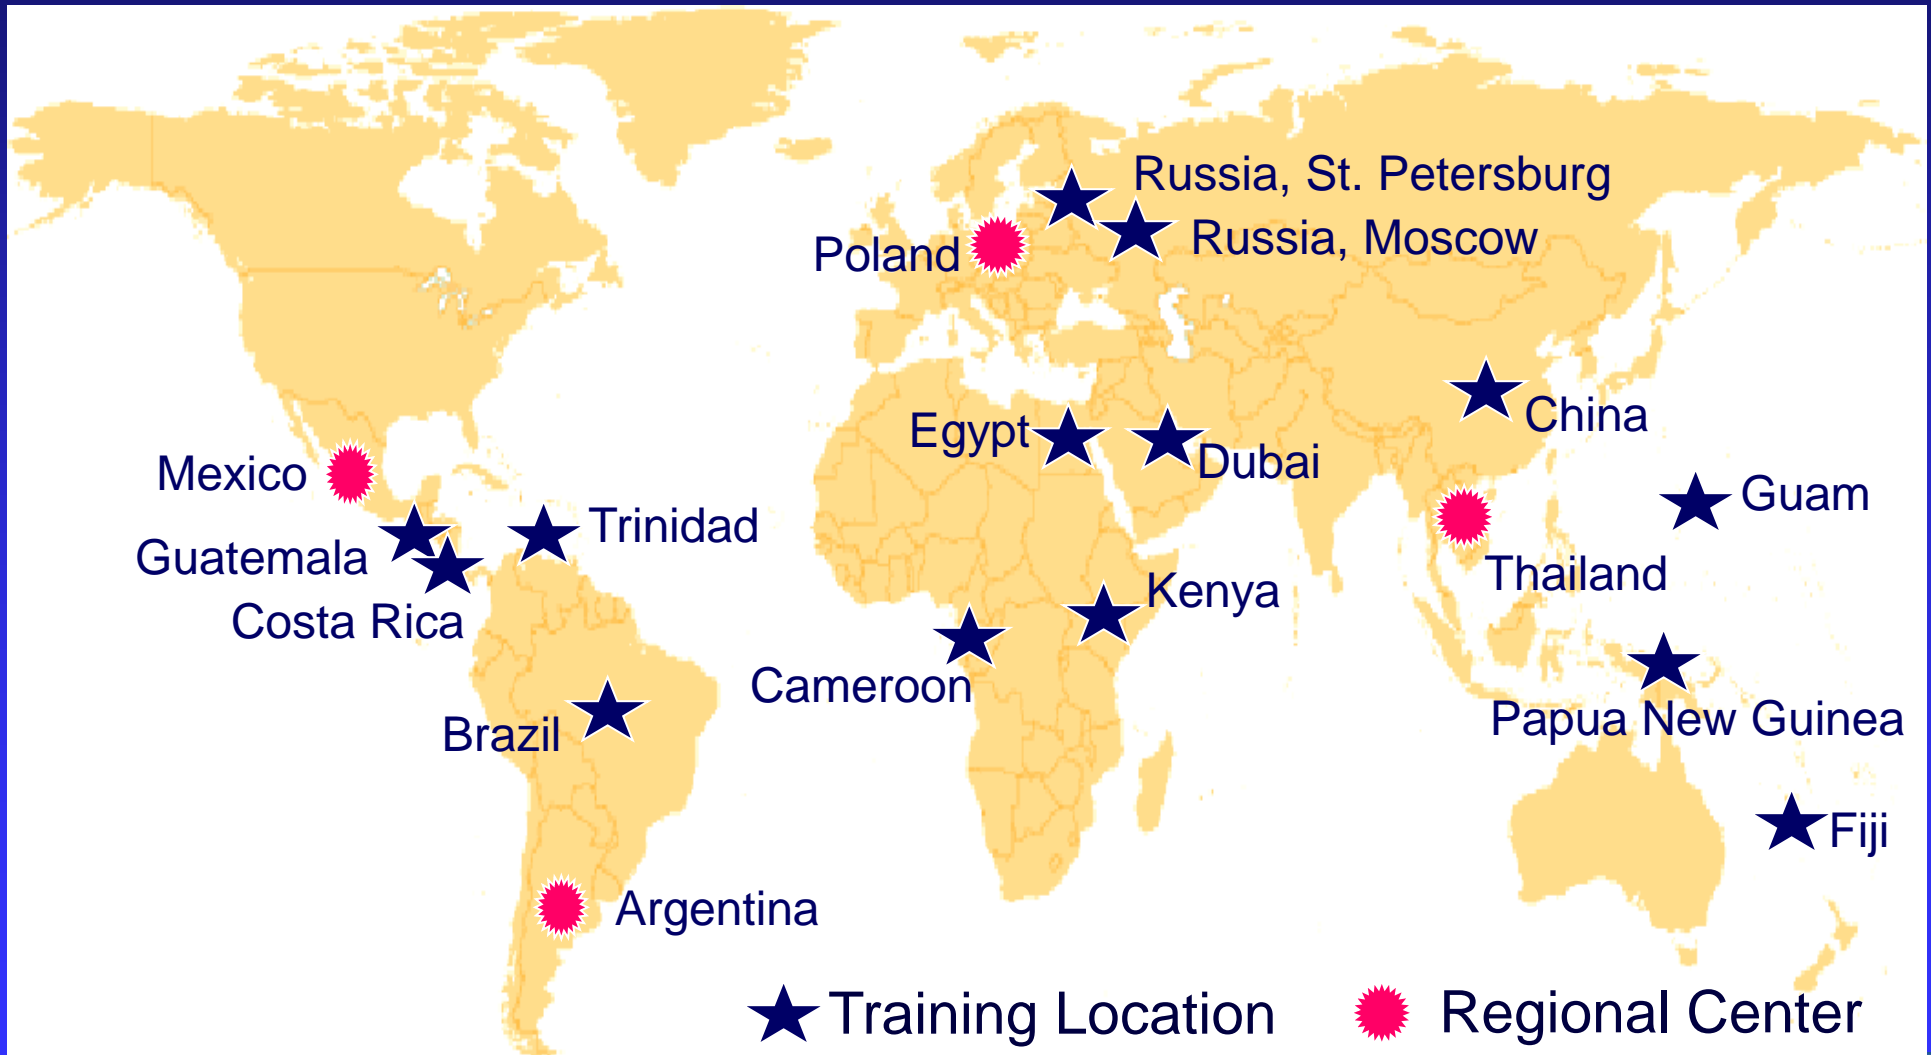 Russia, St. Petersburg
Russia, Moscow
Poland
China
Egypt
Dubai
Mexico
Guam
Trinidad
Guatemala
Thailand
Kenya
Costa Rica
Cameroon
Papua New Guinea
Brazil
Fiji
Argentina
Training Location
Regional Center